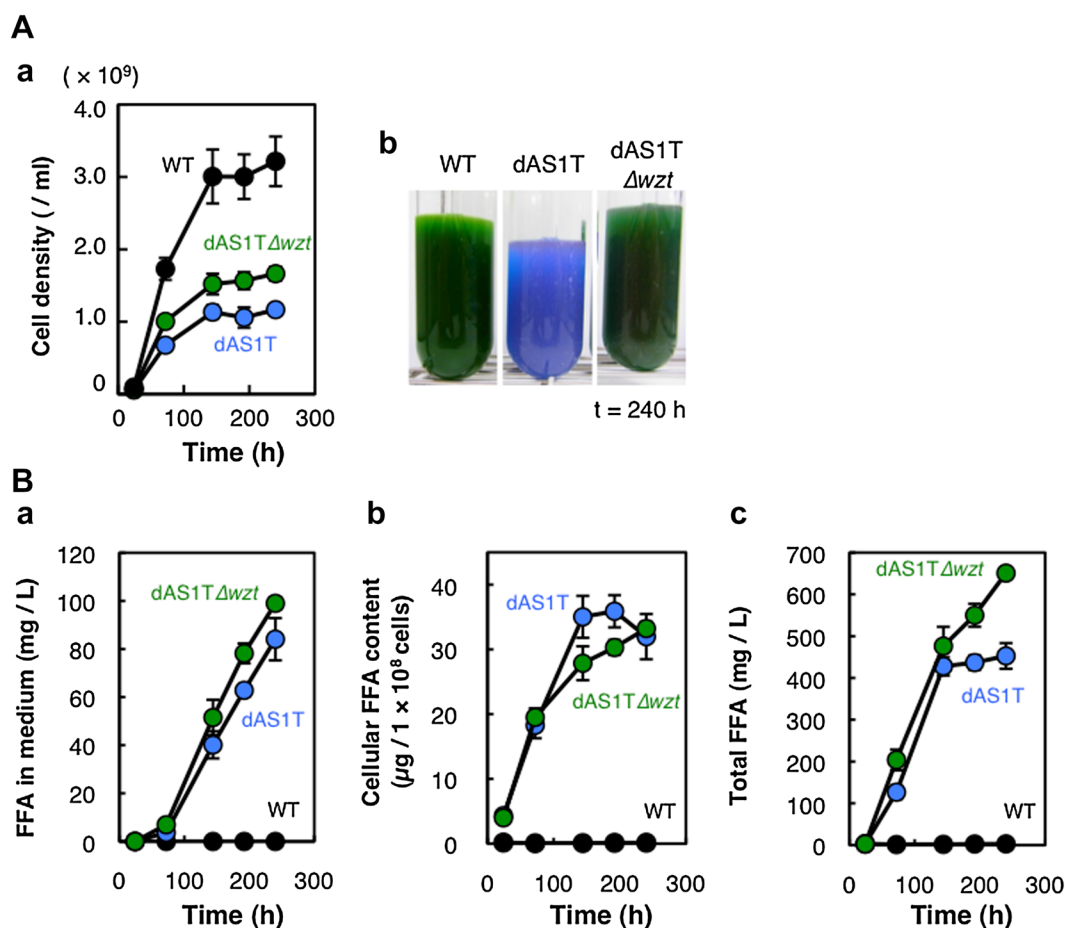 A
a
( × 10⁹)
4.0
3.0
2.0
1.0
0
Cell density ( / ml)
WT
dAS1TΔwzt
dAS1T
0 100 200 300
Time (h)
b
WT
dAS1T
dAS1T
Δwzt
t = 240 h
B
a
120
100
80
60
40
20
0
FFA in medium (mg / L)
dAS1TΔwzt
dAS1T
WT
0 100 200 300
Time (h)
b
40
30
20
10
0
Cellular FFA content
(µg / 1 × 10⁸ cells)
dAS1T
dAS1TΔwzt
WT
0 100 200 300
Time (h)
c
700
600
500
400
300
200
100
0
Total FFA (mg / L)
dAS1TΔwzt
dAS1T
WT
0 100 200 300
Time (h)